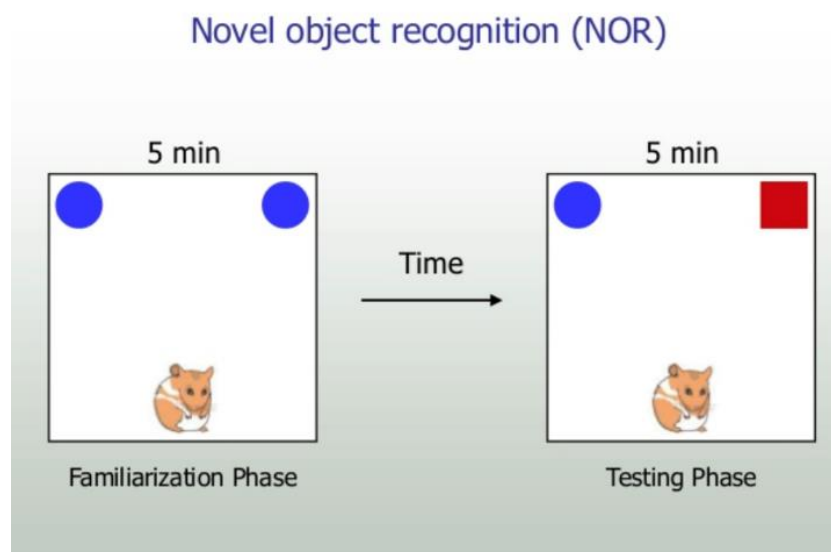 Novel object recognition (NOR)
5 min
5 min
Time
Familiarization Phase
Testing Phase